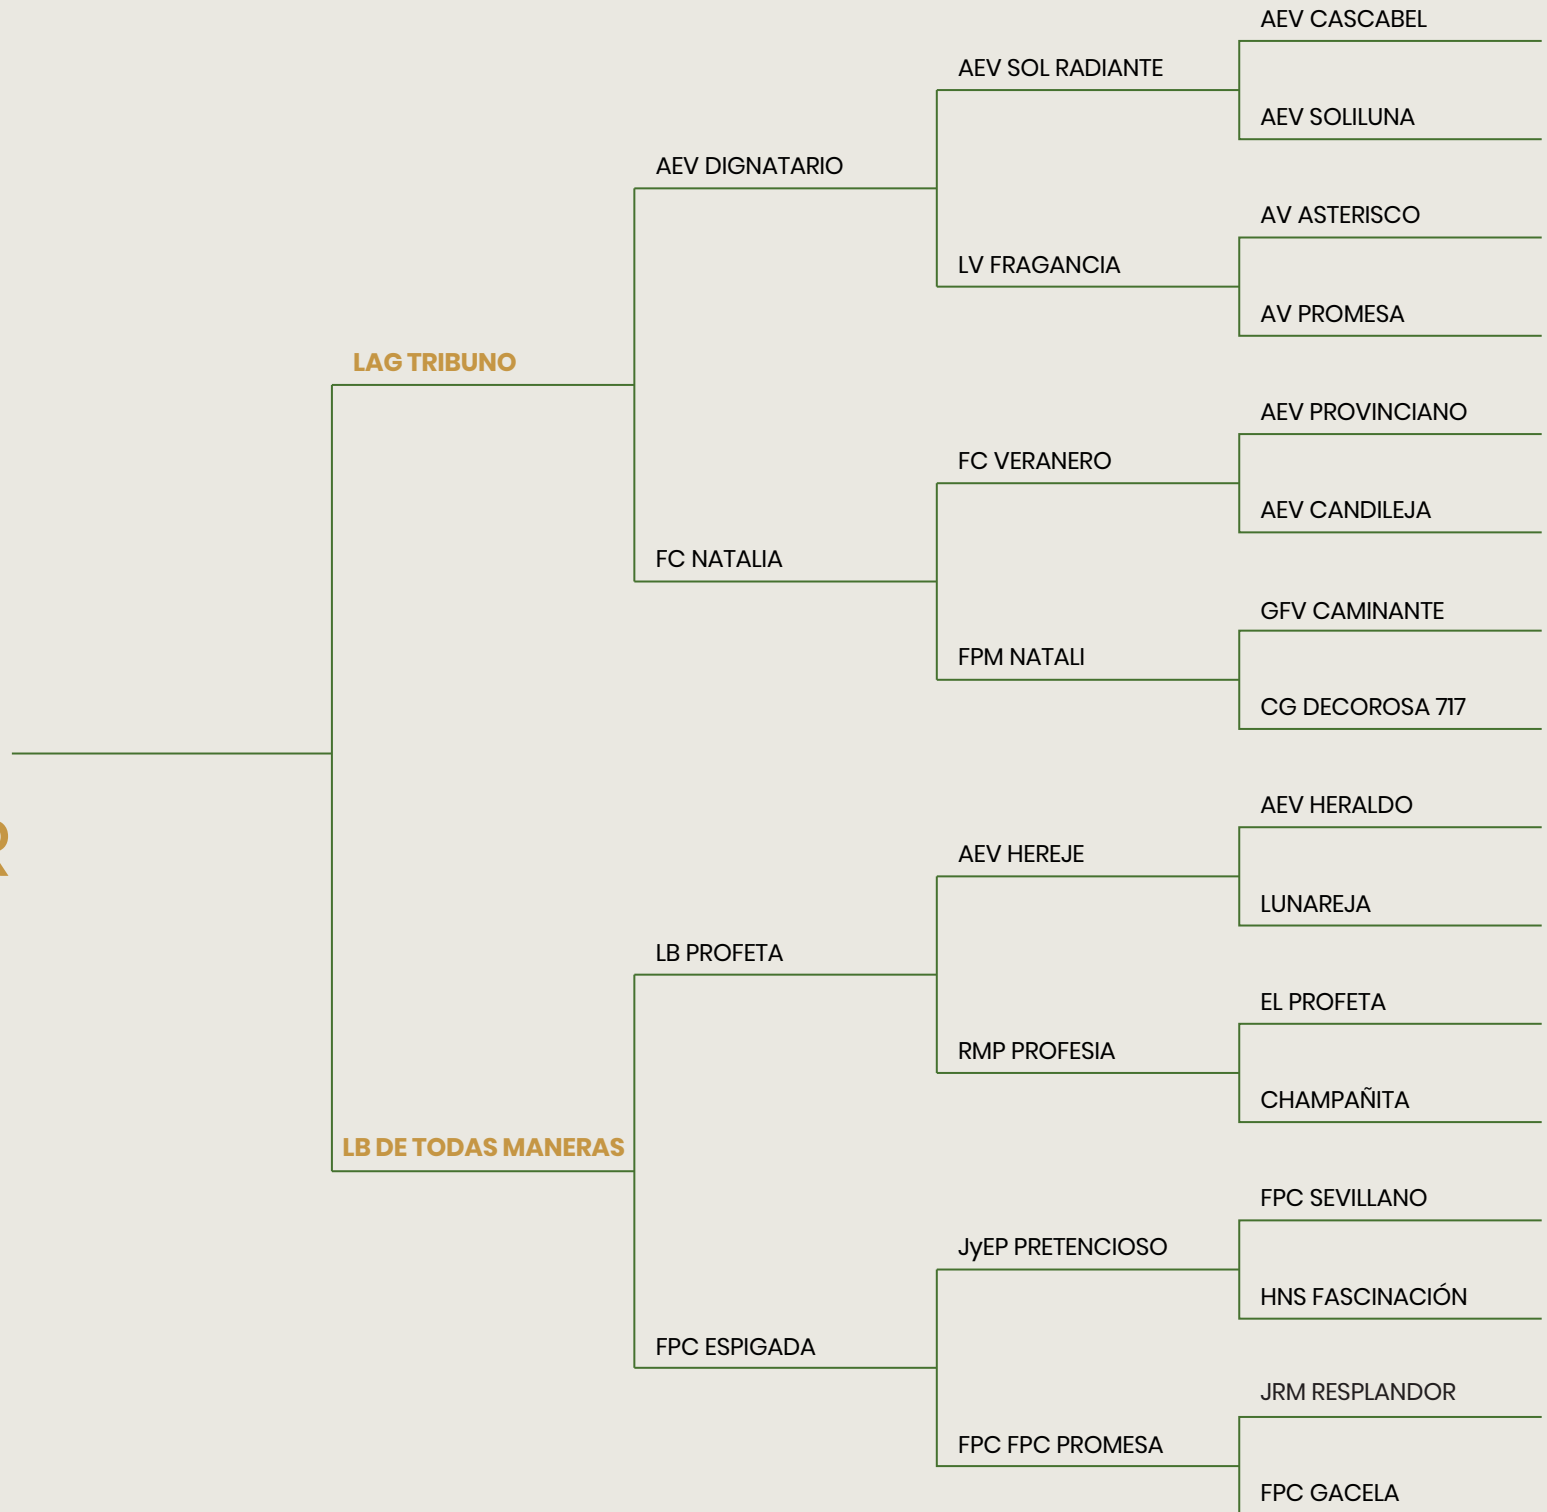 AEV CASCABEL
AEV SOL RADIANTE
AEV SOLILUNA
AEV DIGNATARIO
AV ASTERISCO
LV FRAGANCIA
AV PROMESA
LAG TRIBUNO
AEV PROVINCIANO
FC VERANERO
AEV CANDILEJA
FC NATALIA
GFV CAMINANTE
FPM NATALI
CG DECOROSA 717
AEV HERALDO
R
AEV HEREJE
LUNAREJA
LB PROFETA
EL PROFETA
RMP PROFESIA
CHAMPAÑITA
LB DE TODAS MANERAS
FPC SEVILLANO
JyEP PRETENCIOSO
HNS FASCINACIÓN
FPC ESPIGADA
JRM RESPLANDOR
FPC FPC PROMESA
FPC GACELA